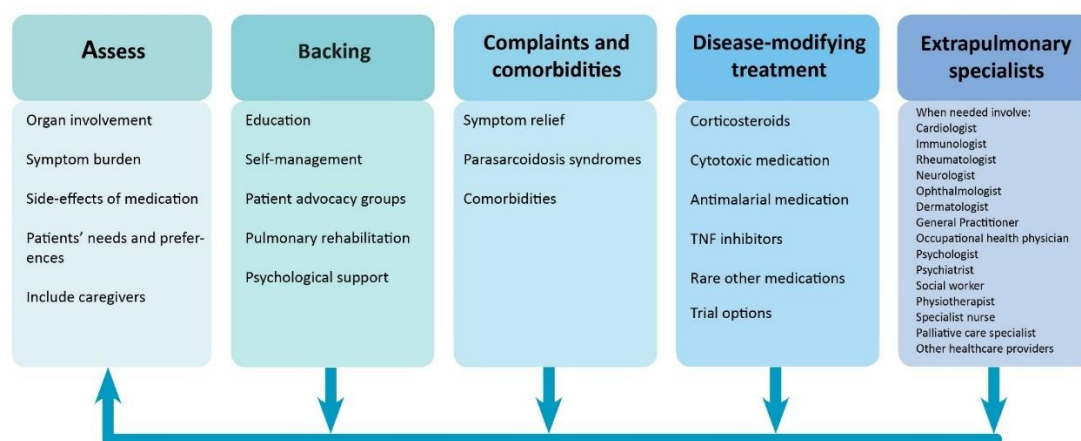 Assess
Organ involvement
Symptom burden
Side-effects of medication
Patients’ needs and prefer-
ences
Include caregivers
Backing
Education
Self-management
Patient advocacy groups
Pulmonary rehabilitation
Psychological support
Complaints and
comorbidities
Symptom relief
Parasarcoidosis syndromes
Comorbidities
Disease-modifying
treatment
Corticosteroids
Cytotoxic medication
Antimalarial medication
TNF inhibitors
Rare other medications
Trial options
Extrapulmonary
specialists
When needed involve:
Cardiologist
Immunologist
Rheumatologist
Neurologist
Ophthalmologist
Dermatologist
General Practitioner
Occupational health physician
Psychologist
Psychiatrist
Social worker
Physiotherapist
Specialist nurse
Palliative care specialist
Other healthcare providers